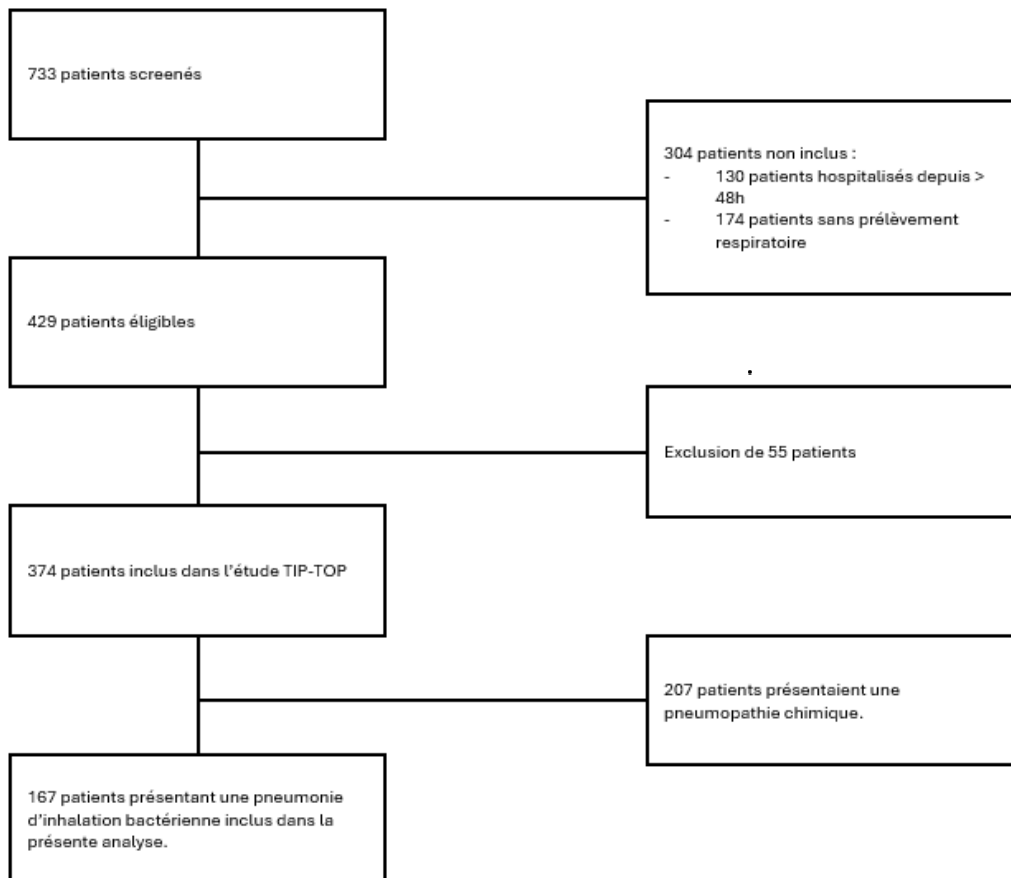 733 patients screenés
304 patients non inclus :
- 130 patients hospitalisés depuis >
48h
- 174 patients sans prélèvement
respiratoire
429 patients éligibles
Exclusion de 55 patients
374 patients inclus dans l'étude TIP-TOP
207 patients présentaient une
pneumopathie chimique.
167 patients présentant une pneumonie
d'inhalation bactérienne inclus dans la
présente analyse.